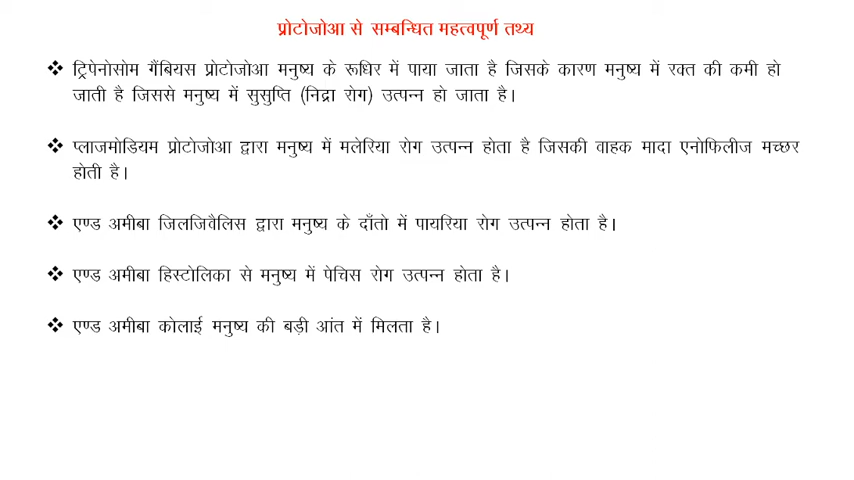 प्रोटोजोआ से सम्बन्धित महत्वपूर्ण तथ्य
❖ ट्रिपेनोसोम गैंबियस प्रोटोजोआ मनुष्य के रूधिर में पाया जाता है जिसके कारण मनुष्य में रक्त की कमी हो
जाती है जिससे मनुष्य में सुसुप्ति (निद्रा रोग) उत्पन्न हो जाता है।
❖ प्लाजमोडियम प्रोटोजोआ द्वारा मनुष्य में मलेरिया रोग उत्पन्न होता है जिसकी वाहक मादा एनोफिलीज मच्छर
होती है।
❖ एण्ड अमीबा जिलजिवैलिस द्वारा मनुष्य के दाँतो में पायरिया रोग उत्पन्न होता है।
❖ एण्ड अमीबा हिस्टोलिका से मनुष्य में पेचिस रोग उत्पन्न होता है।
❖ एण्ड अमीबा कोलाई मनुष्य की बड़ी आंत में मिलता है।